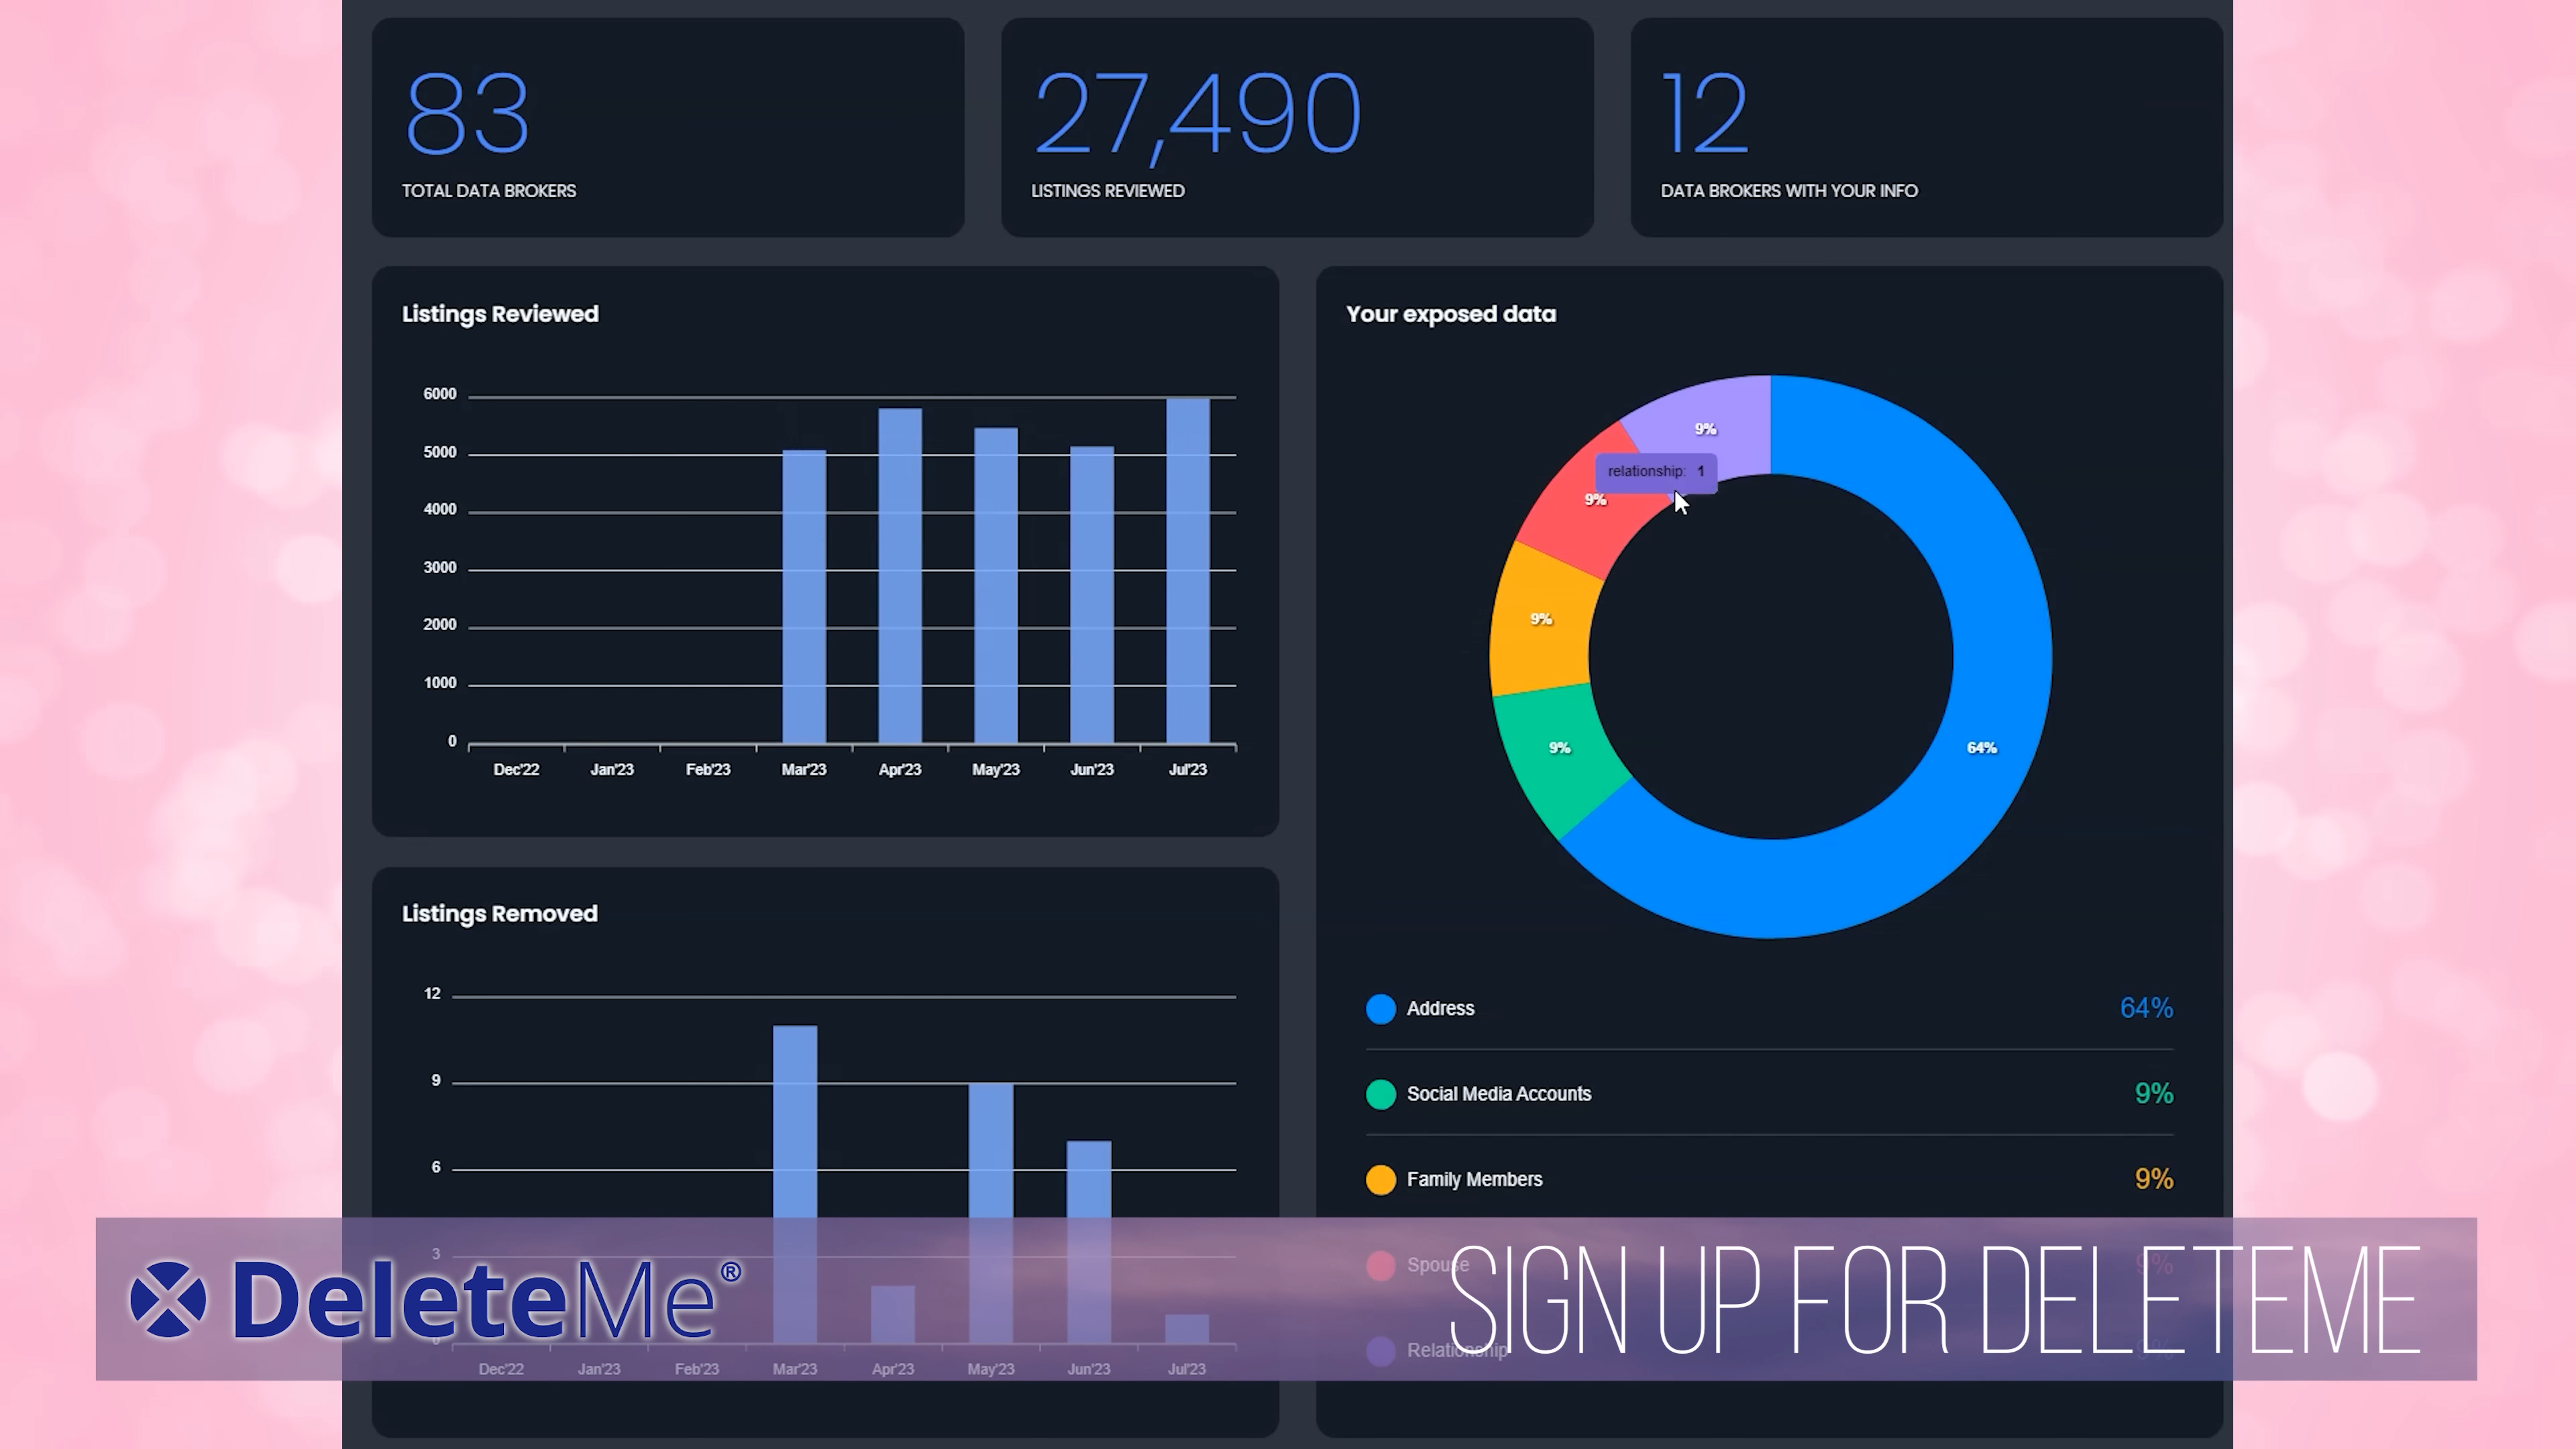 83
TOTAL DATA BROKERS
27,490
LISTINGS REVIEWED
12
DATA BROKERS WITH YOUR INFO
Listings Reviewed
6000
5000
4000
3000
2000
1000
0
Dec'22 Jan'23 Feb'23 Mar'23 Apr'23 May'23 Jun'23 Jul'23
Listings Removed
12
9
6
3
0
Dec'22 Jan'23 Feb'23 Mar'23 Apr'23 May'23 Jun'23 Jul'23
Your exposed data
9%
relationship: 1
9%
9%
9%
64%
Address 64%
Social Media Accounts 9%
Family Members 9%
Spouse 9%
Relationship
DeleteMe®
SIGN UP FOR DELETEME